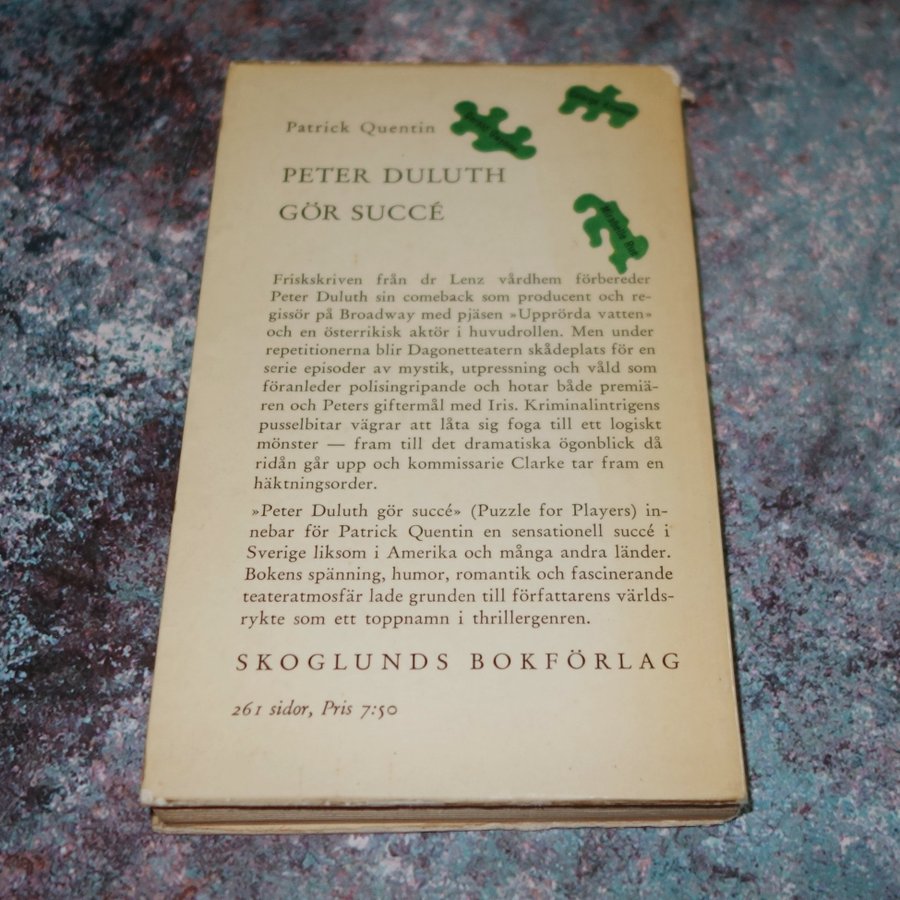 Patrick Quentin
PETER DULUTH
GÖR SUCCÉ
Mirabelle Rue
Friskskriven från dr Lenz vårdhem förbereder
Peter Duluth sin comeback som producent och re-
gissör på Broadway med pjäsen »Upprörda vatten»
och en österrikisk aktör i huvudrollen. Men under
repetitionerna blir Dagonetteatern skådeplats för en
serie episoder av mystik, utpressning och våld som
föranleder polisingripande och hotar både premiä-
ren och Peters giftermål med Iris. Kriminalintrigens
pusselbitar vägrar att låta sig foga till ett logiskt
mönster — fram till det dramatiska ögonblick då
ridån går upp och kommissarie Clarke tar fram en
häktningsorder.
»Peter Duluth gör succé» (Puzzle for Players) in-
nebar för Patrick Quentin en sensationell succé i
Sverige liksom i Amerika och många andra länder.
Bokens spänning, humor, romantik och fascinerande
teateratmosfär lade grunden till författarens världs-
rykte som ett toppnamn i thrillergenren.
SKOGLUNDS BOKFÖRLAG
261 sidor, Pris 7:50